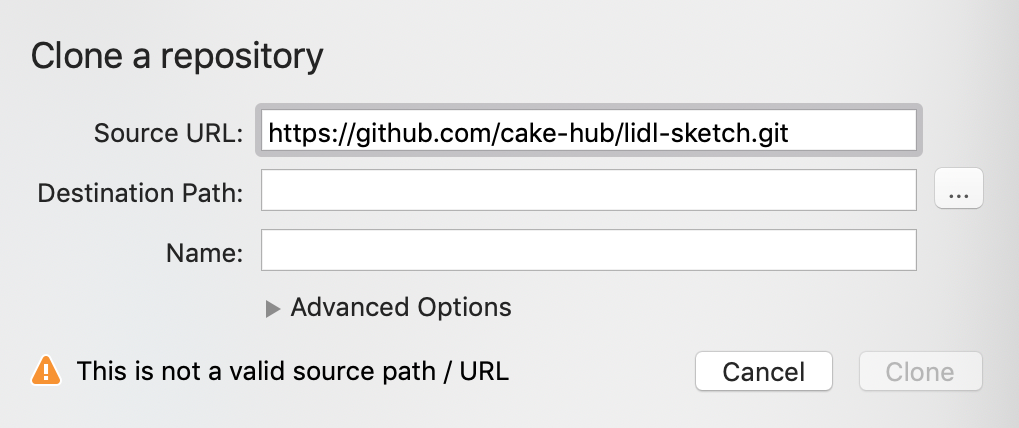 Clone a repository
Source URL: https://github.com/cake-hub/lidl-sketch.git
Destination Path: ...
Name:
Advanced Options
This is not a valid source path / URL Cancel Clone